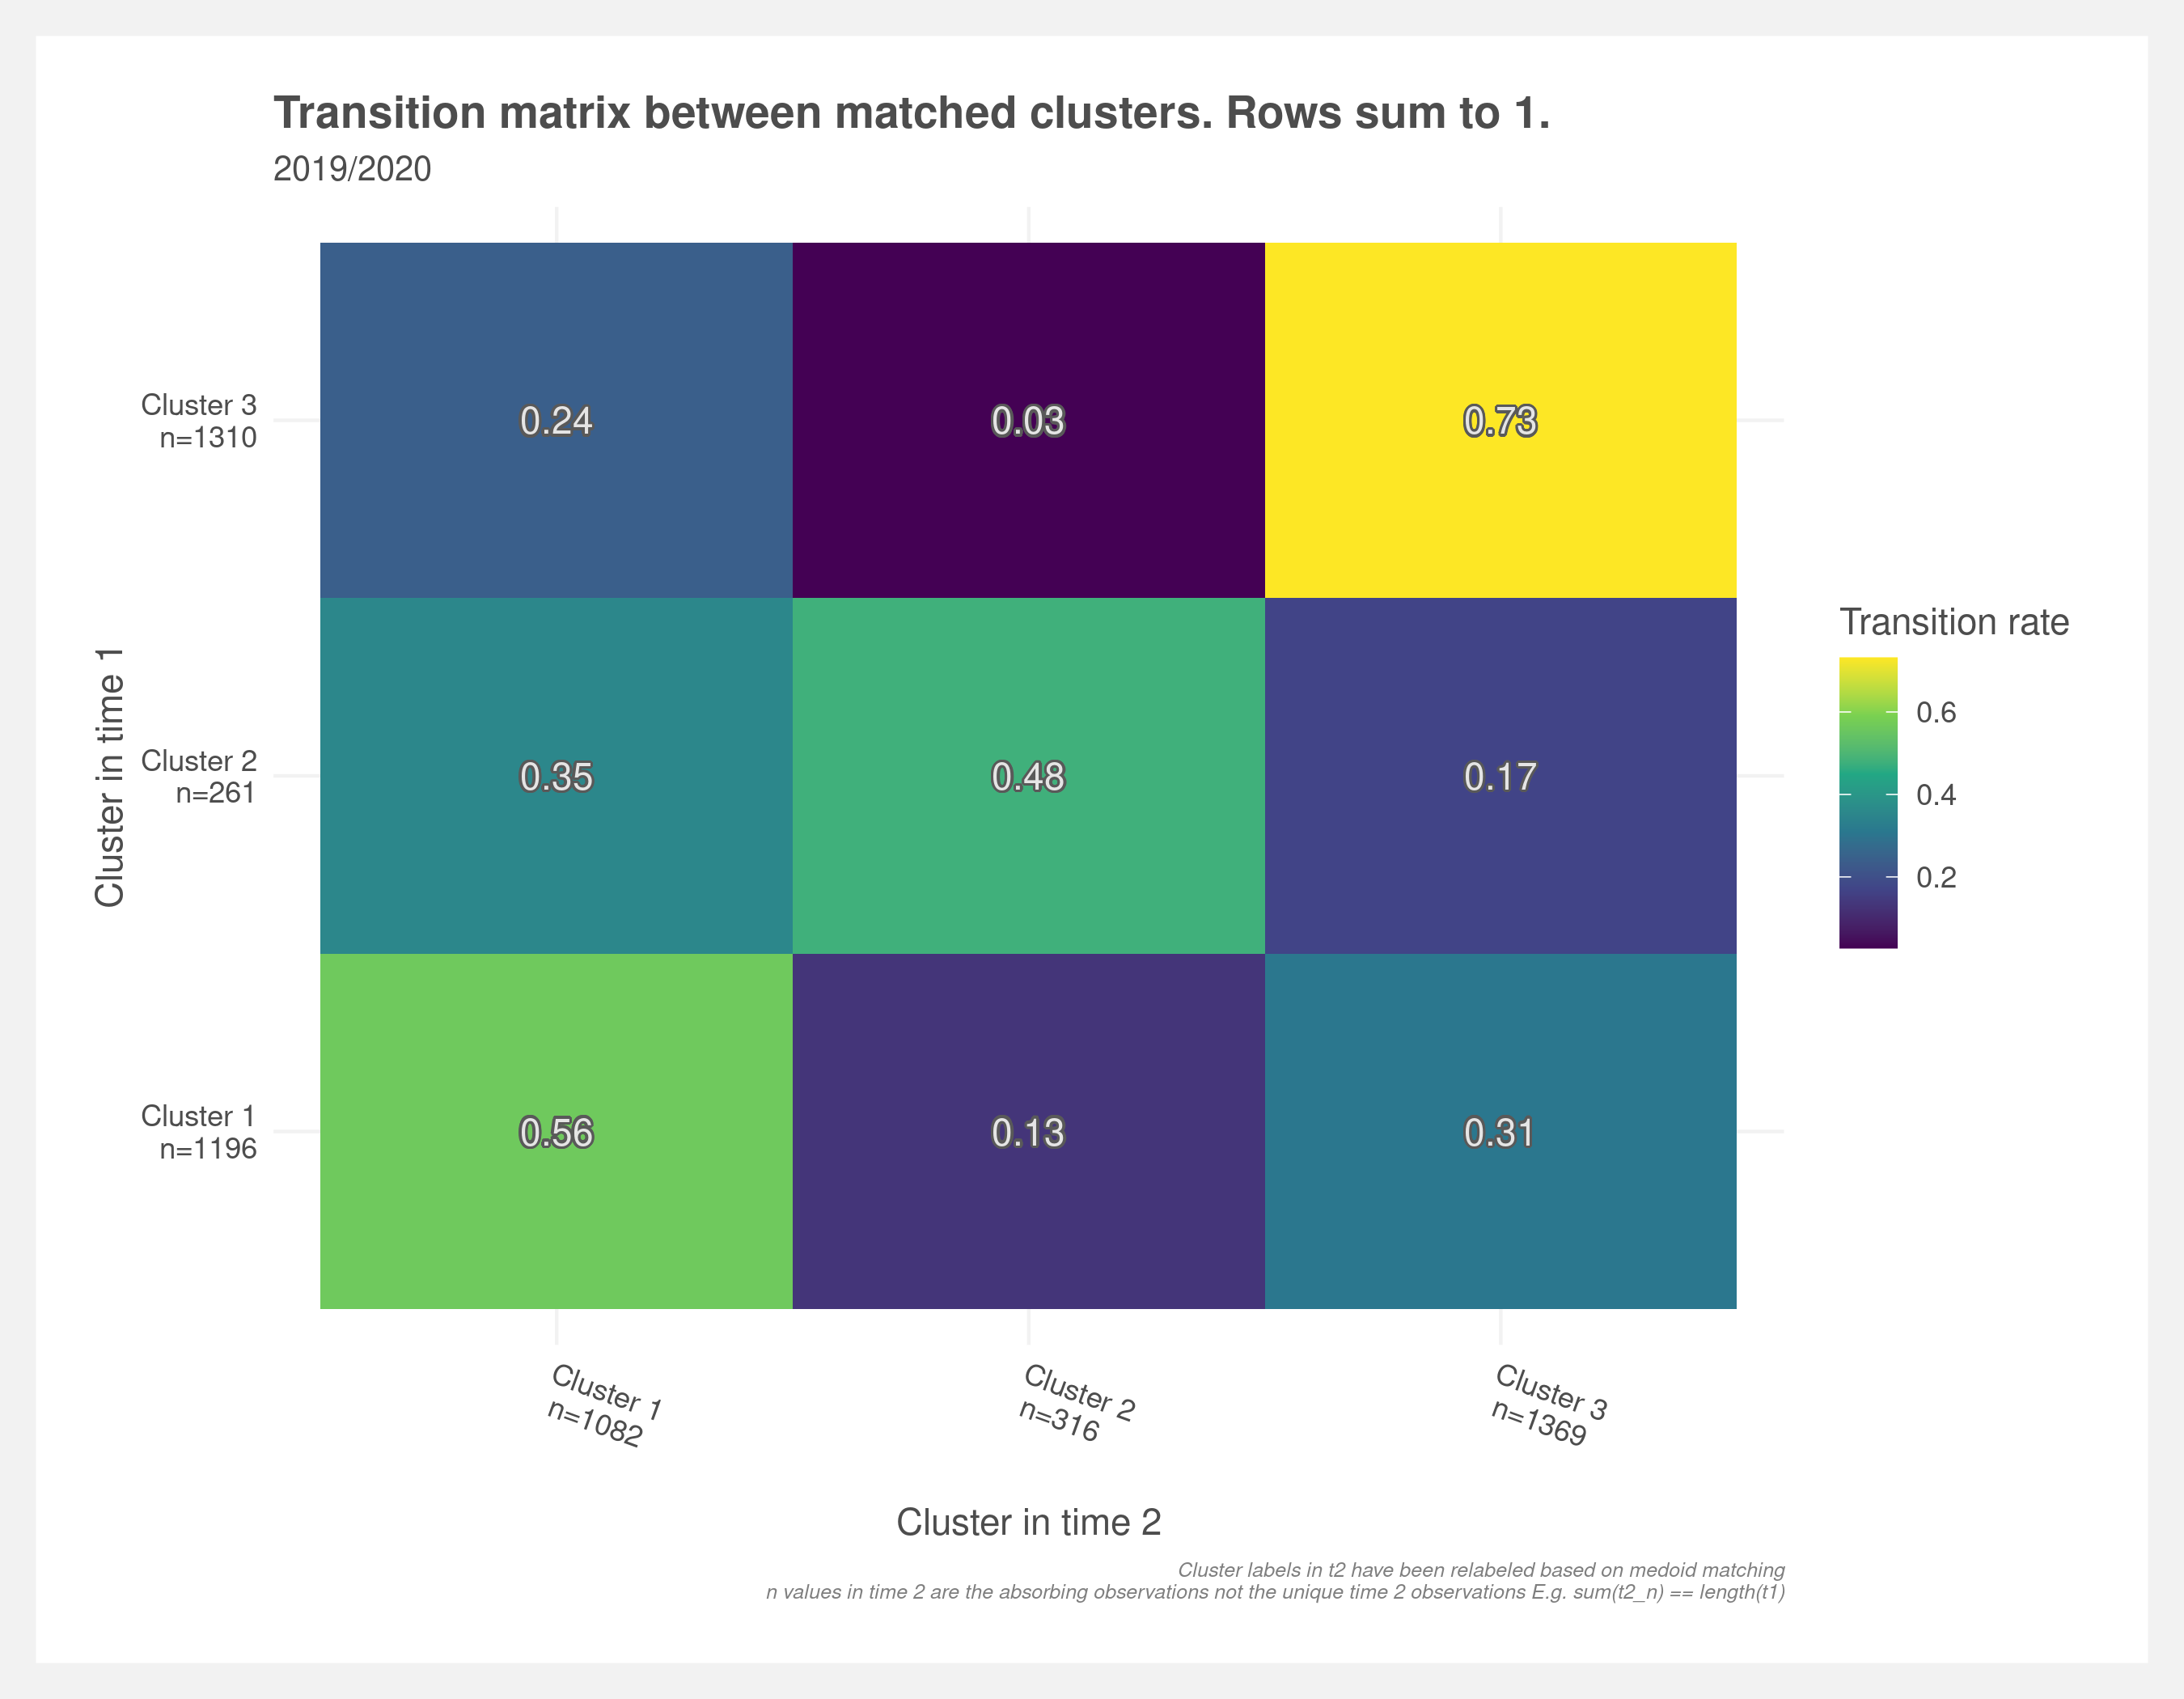 Transition matrix between matched clusters. Rows sum to 1.
2019/2020
Cluster in time 1
Cluster 3
n=1310
0.24
0.03
0.73
Cluster 2
n=261
0.35
0.48
0.17
Cluster 1
n=1196
0.56
0.13
0.31
Cluster 1
n=1082
Cluster 2
n=316
Cluster 3
n=1369
Cluster in time 2
Transition rate
0.6
0.4
0.2
Cluster labels in t2 have been relabeled based on medoid matching
n values in time 2 are the absorbing observations not the unique time 2 observations E.g. sum(t2_n) == length(t1)